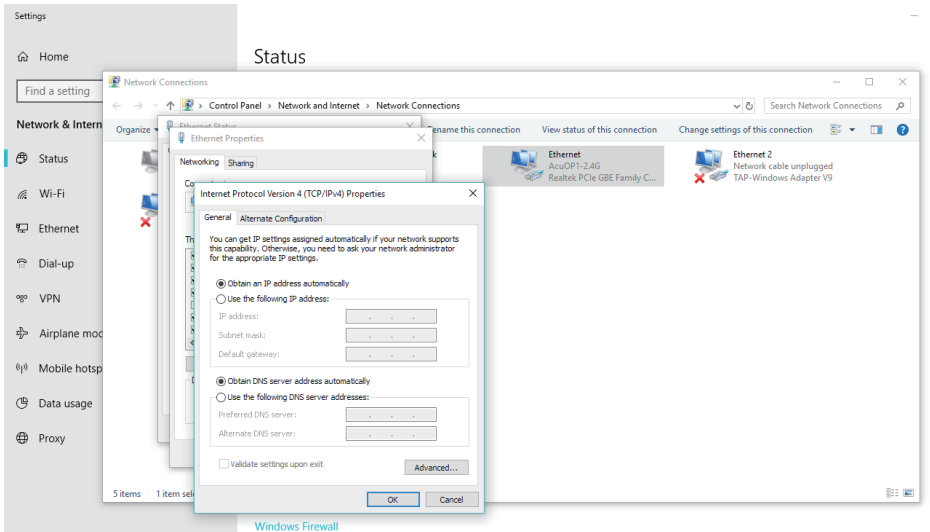 Settings
Home
Find a setting
Network & Intern
Status
Wi-Fi
Ethernet
Dial-up
VPN
Airplane mod
Mobile hotsp
Data usage
Proxy
Status
Windows Firewall
Network Connections
Control Panel > Network and Internet > Network Connections
Search Network Connections
Organize
Rename this connection
View status of this connection
Change settings of this connection
Ethernet
AcuOP1-2.4G
Realtek PCIe GBE Family C...
Ethernet 2
Network cable unplugged
TAP-Windows Adapter V9
5 items
1 item sele
Ethernet Status
Ethernet Properties
Networking
Sharing
Internet Protocol Version 4 (TCP/IPv4) Properties
General
Alternate Configuration
You can get IP settings assigned automatically if your network supports
this capability. Otherwise, you need to ask your network administrator
for the appropriate IP settings.
Obtain an IP address automatically
Use the following IP address:
IP address:
Subnet mask:
Default gateway:
Obtain DNS server address automatically
Use the following DNS server addresses:
Preferred DNS server:
Alternate DNS server:
Validate settings upon exit
Advanced...
OK
Cancel